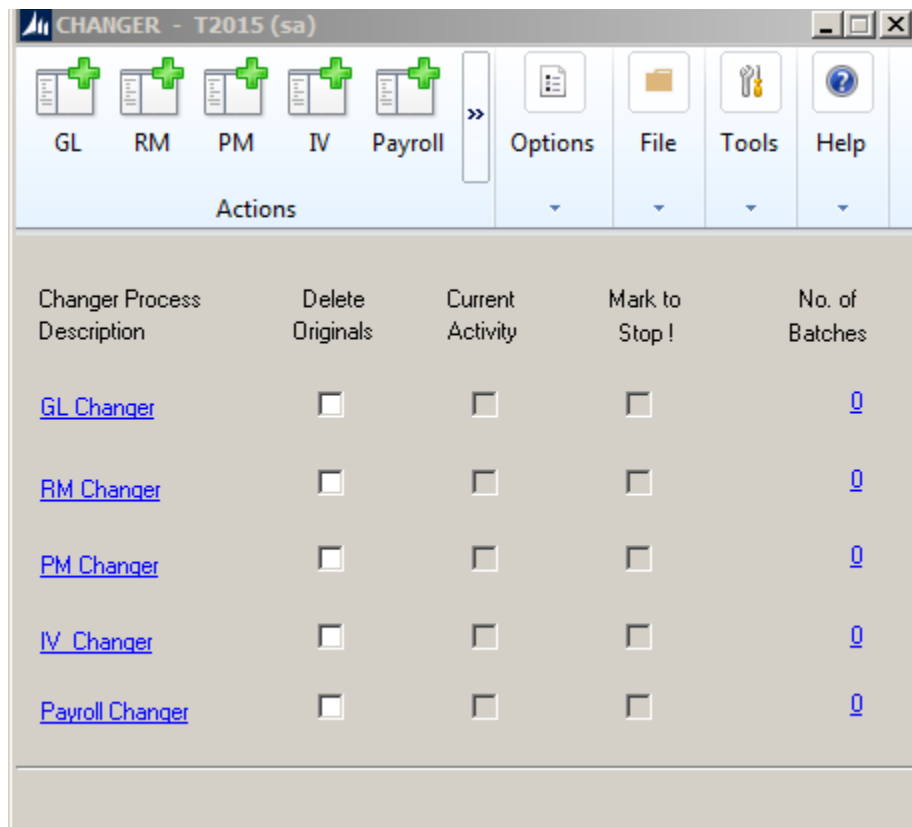 CHANGER - T2015 (sa)
GL RM PM IV Payroll » Options File Tools Help
Actions
Changer Process Delete Current Mark to No. of
Description Originals Activity Stop ! Batches
GL Changer 0
RM Changer 0
PM Changer 0
IV Changer 0
Payroll Changer 0